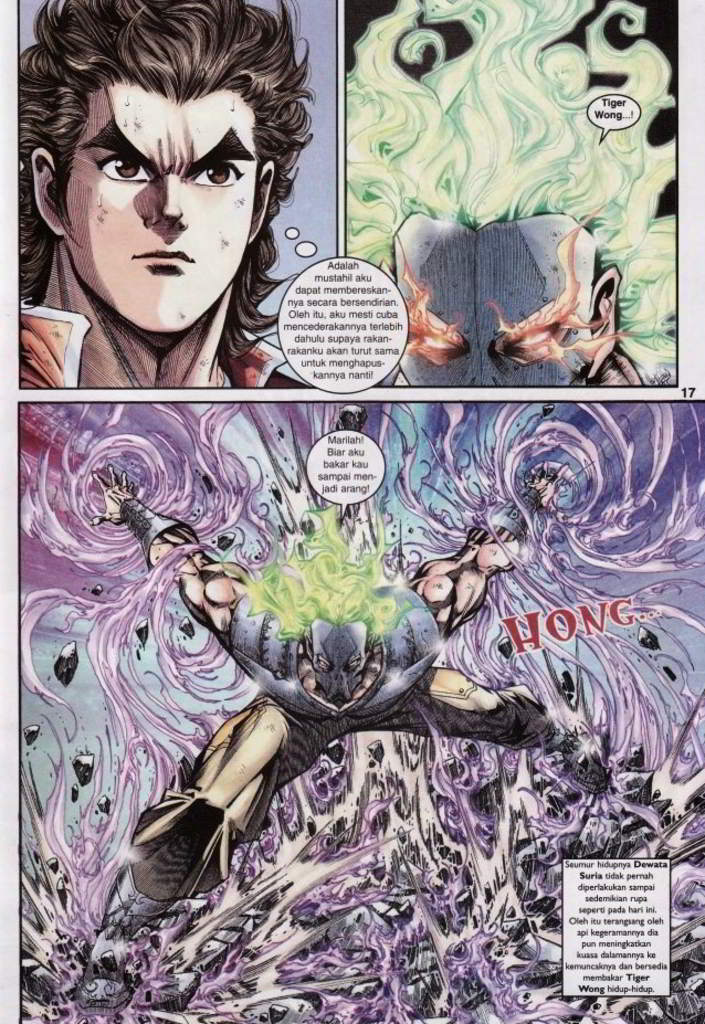 Adalah
mustahil aku
dapat membereskan-
nya secara bersendirian.
Oleh itu, aku mesti cuba
mencederakannya terlebih
dahulu supaya rakan-
rakanku akan turut sama
untuk menghapus-
kannya nanti!
Tiger
Wong...!
17
Marilah!
Biar aku
bakar kau
sampai men-
jadi arang!
HONG...
Seumur hidupnya Dewata
Suria tidak pernah
diperlakukan sampai
sedemikian rupa
seperti pada hari ini.
Oleh itu terangsang oleh
api kegeramannya dia
pun meningkatkan
kuasa dalamannya ke
kemuncaknya dan bersedia
membakar Tiger
Wong hidup-hidup.